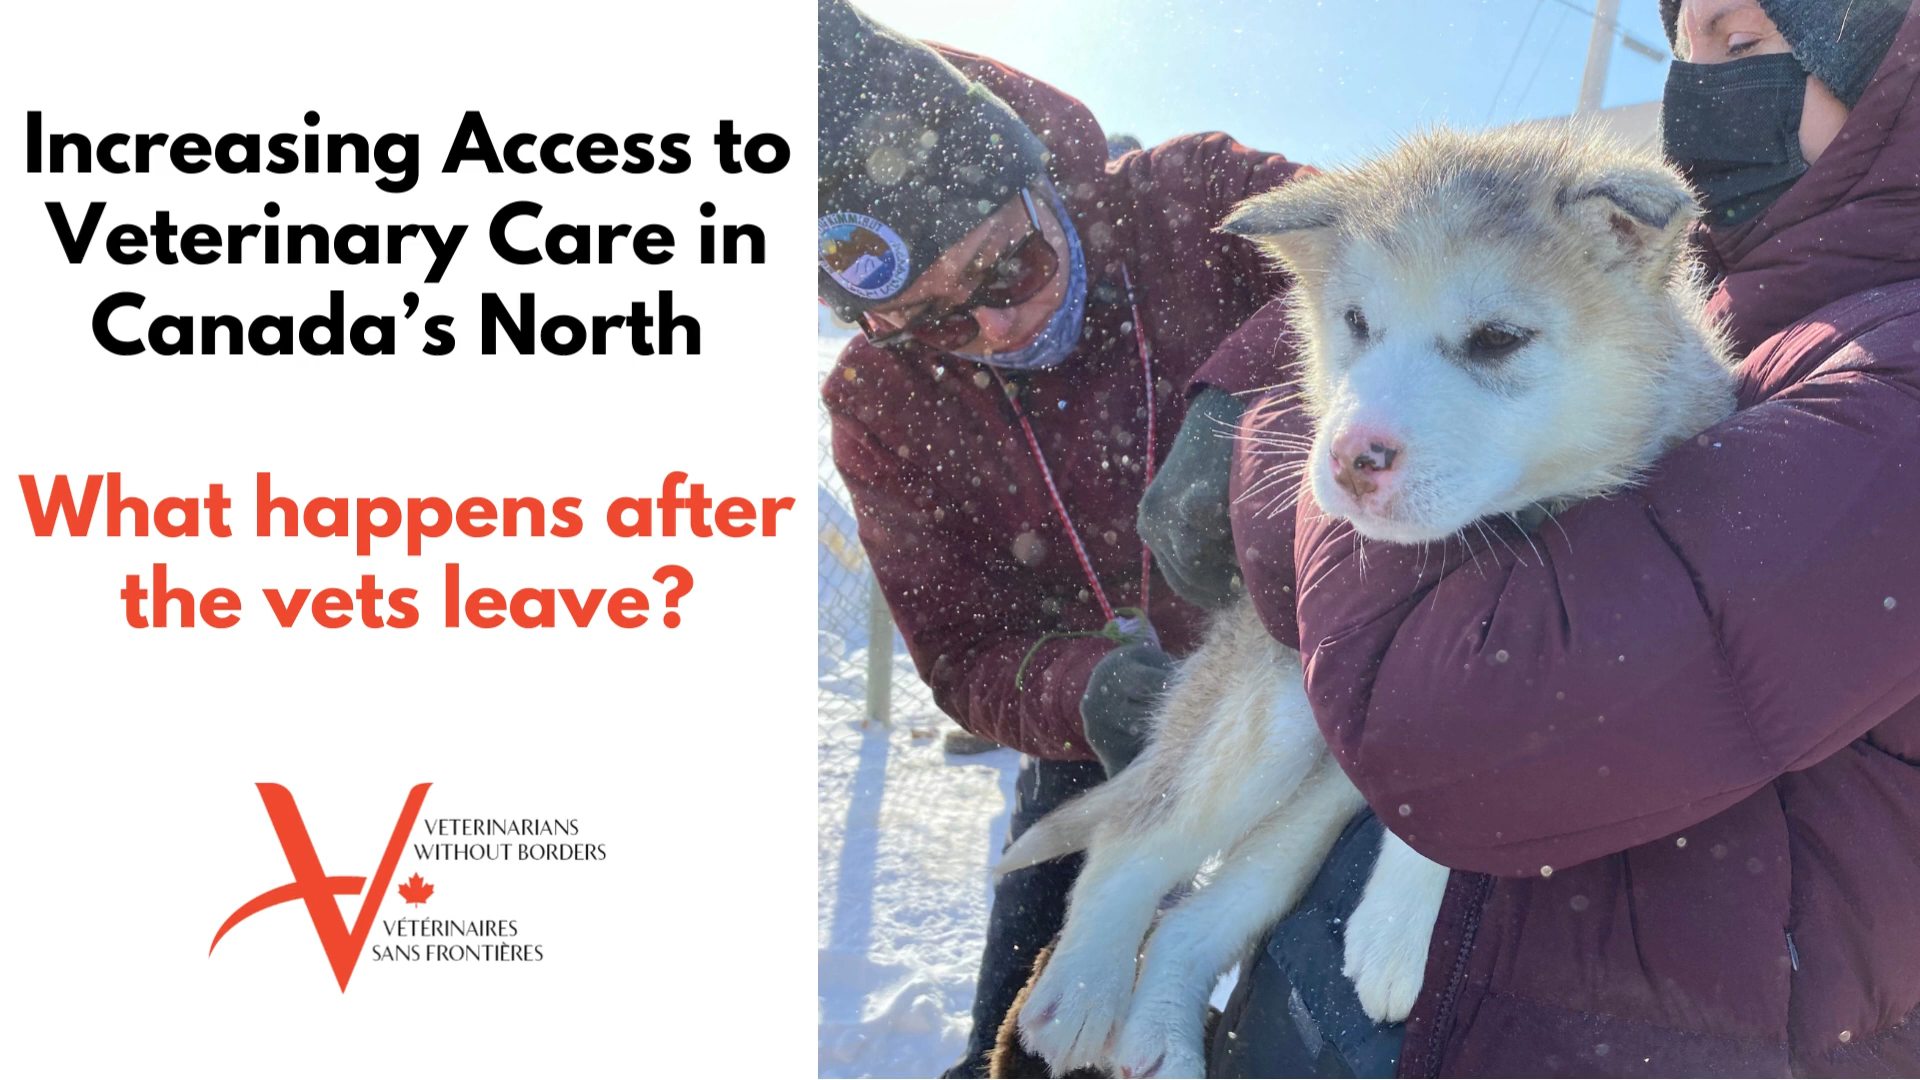 Increasing Access to
Veterinary Care in
Canada’s North
What happens after
the vets leave?
VETERINARIANS
WITHOUT BORDERS
VÉTÉRINAIRES
SANS FRONTIÈRES